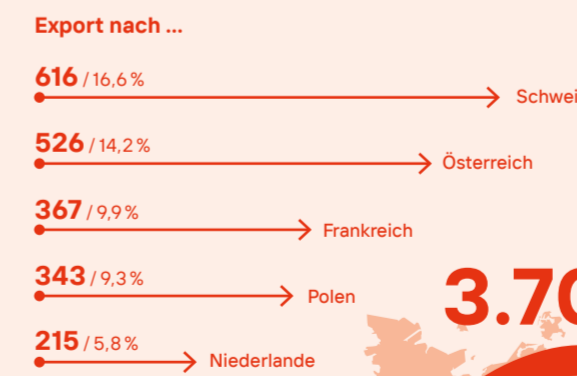 Export nach ...
616 / 16,6 %
Schwei
526 / 14,2 %
Österreich
367 / 9,9 %
Frankreich
343 / 9,3 %
Polen
3.70
215 / 5,8 %
Niederlande